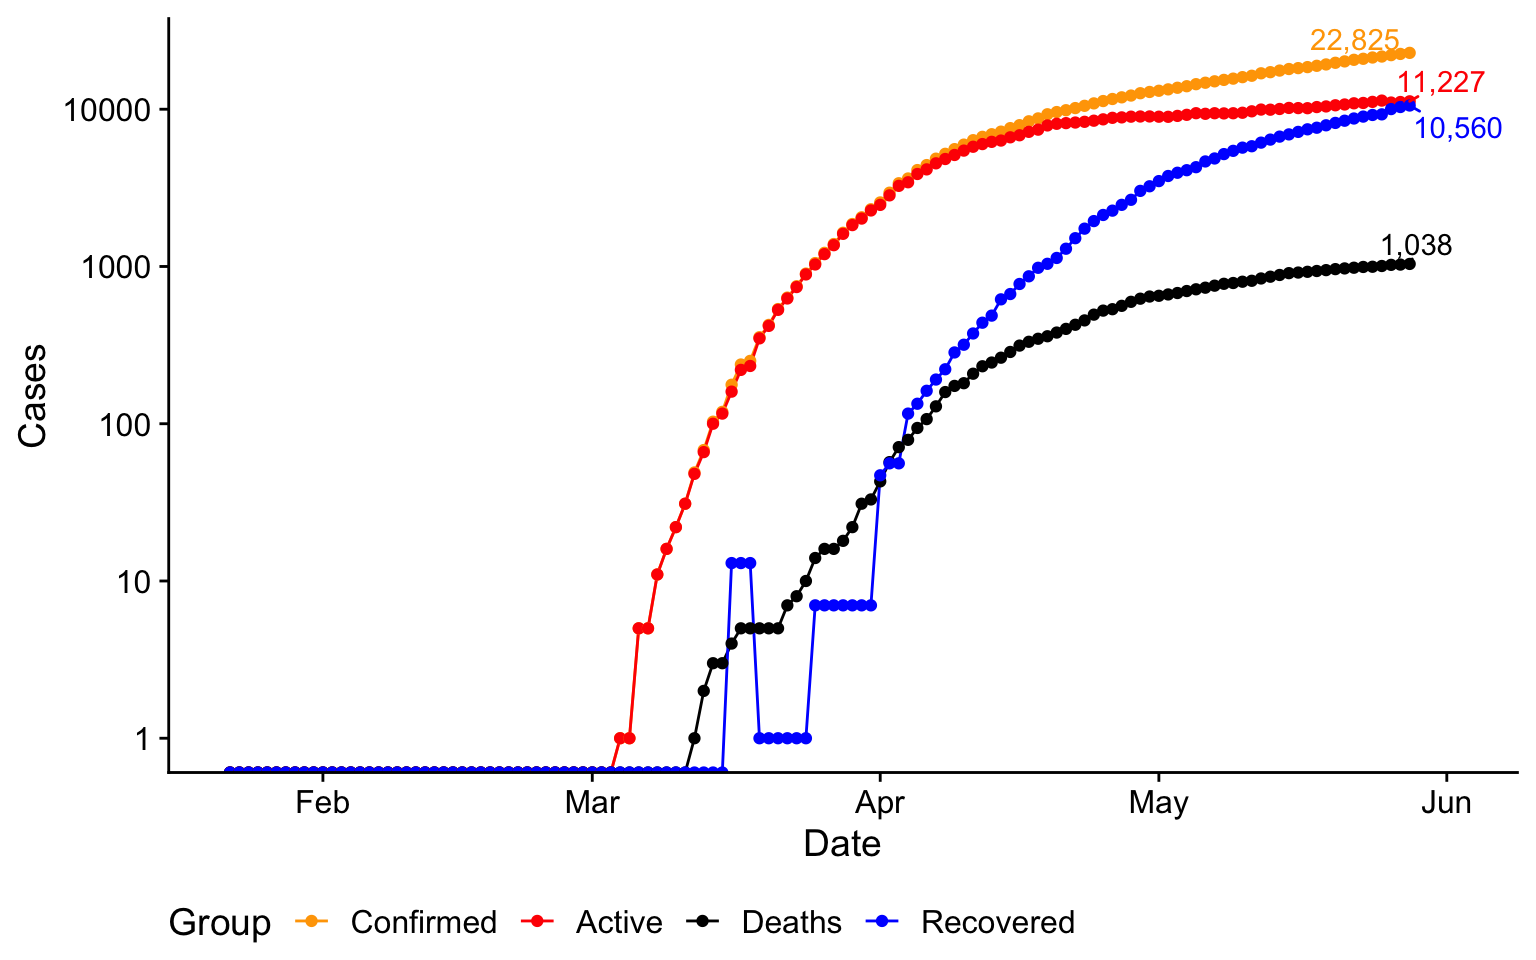 22,825
11,227
10,560
1,038
10000
1000
100
10
1
Cases
Feb Mar Apr May Jun
Date
Group Confirmed Active Deaths Recovered